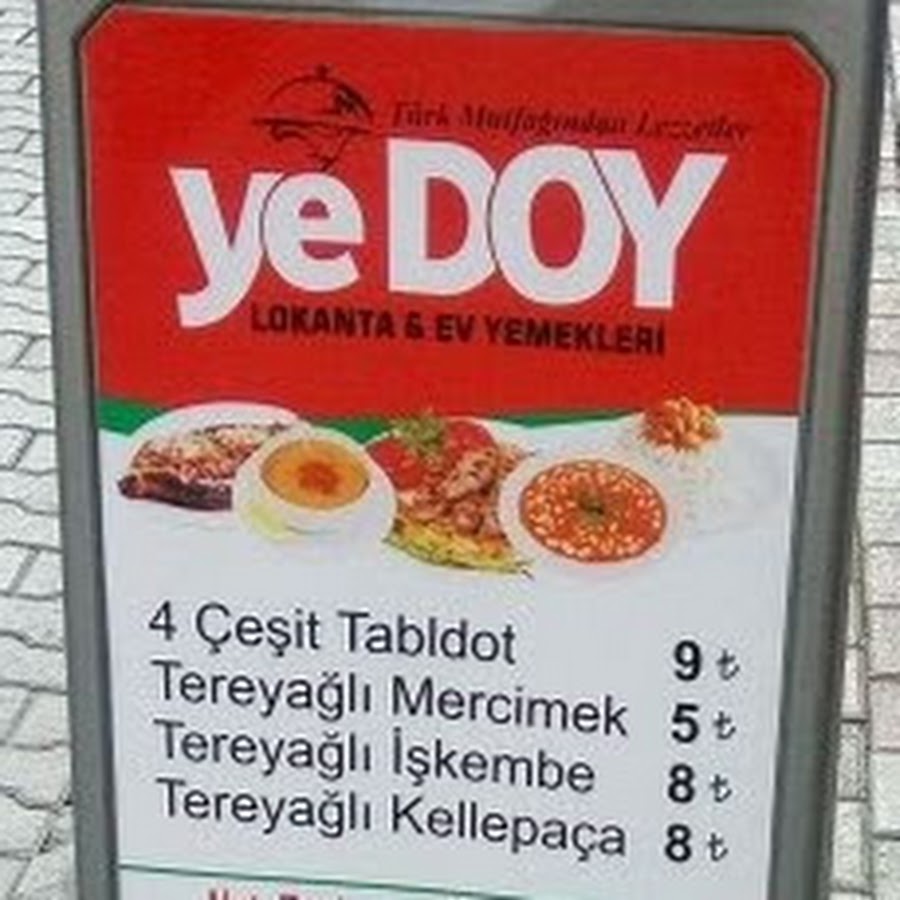 Türk Mutfağından Lezzetler
ye DOY
LOKANTA & EV YEMEKLERİ
4 Çeşit Tabldot 9 ₺
Tereyağlı Mercimek 5 ₺
Tereyağlı İşkembe 8 ₺
Tereyağlı Kellepaça 8 ₺